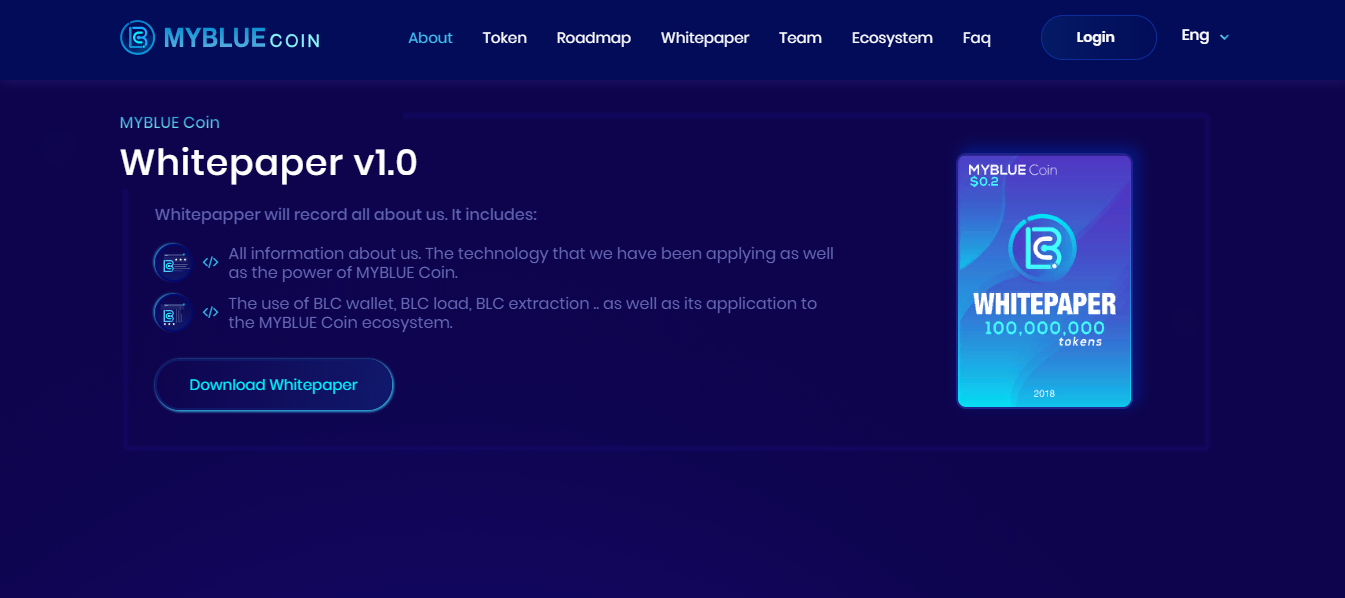 MYBLUE COIN
About Token Roadmap Whitepaper Team Ecosystem Faq Login Eng
MYBLUE Coin
Whitepaper v1.0
Whitepapper will record all about us. It includes:
All information about us. The technology that we have been applying as well
as the power of MYBLUE Coin.
The use of BLC wallet, BLC load, BLC extraction .. as well as its application to
the MYBLUE Coin ecosystem.
Download Whitepaper
MYBLUE Coin
$0.2
WHITEPAPER
100,000,000
tokens
2018